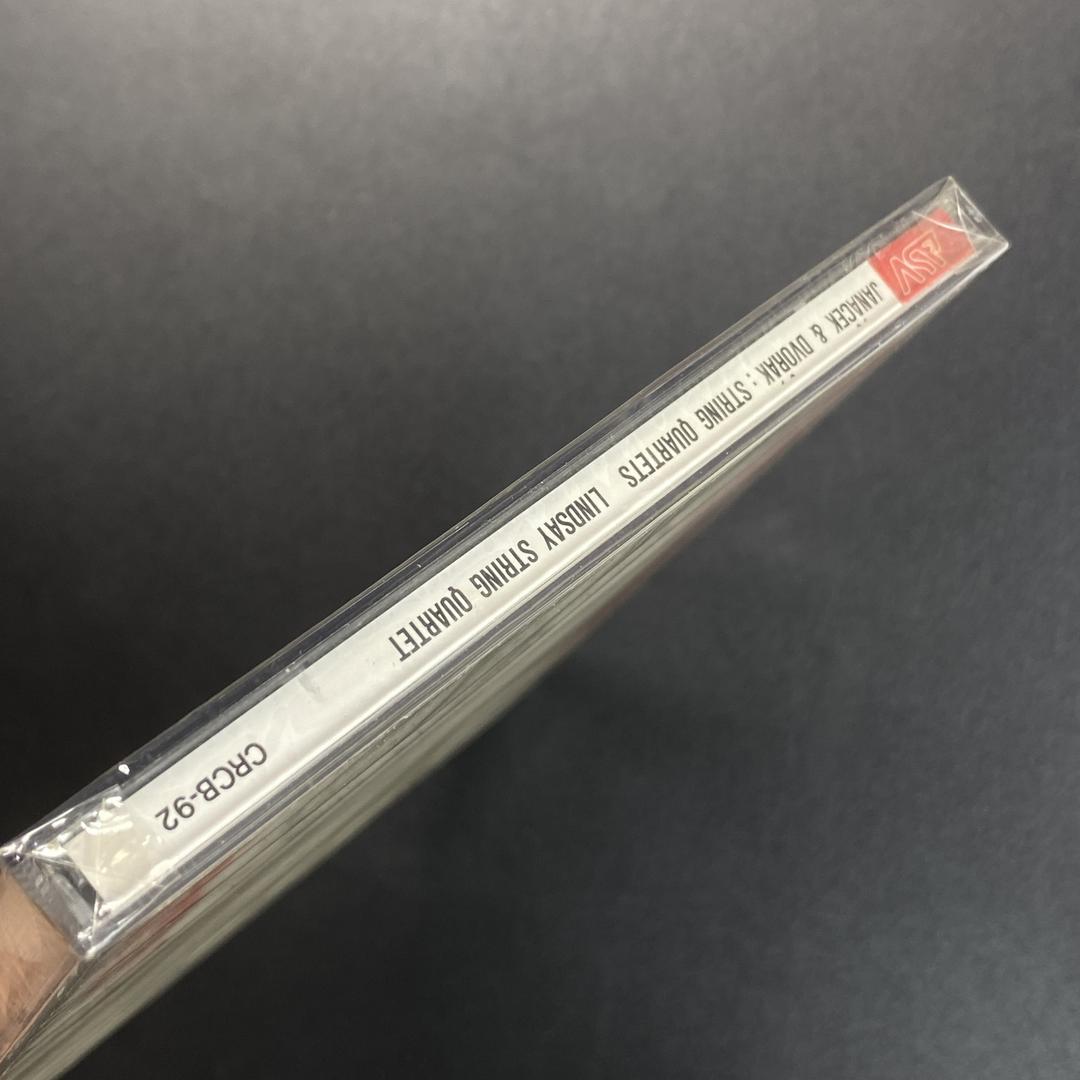 ASV
JANÁČEK & DVOŘÁK : STRING QUARTETS LINDSAY STRING QUARTET
CRCB-92